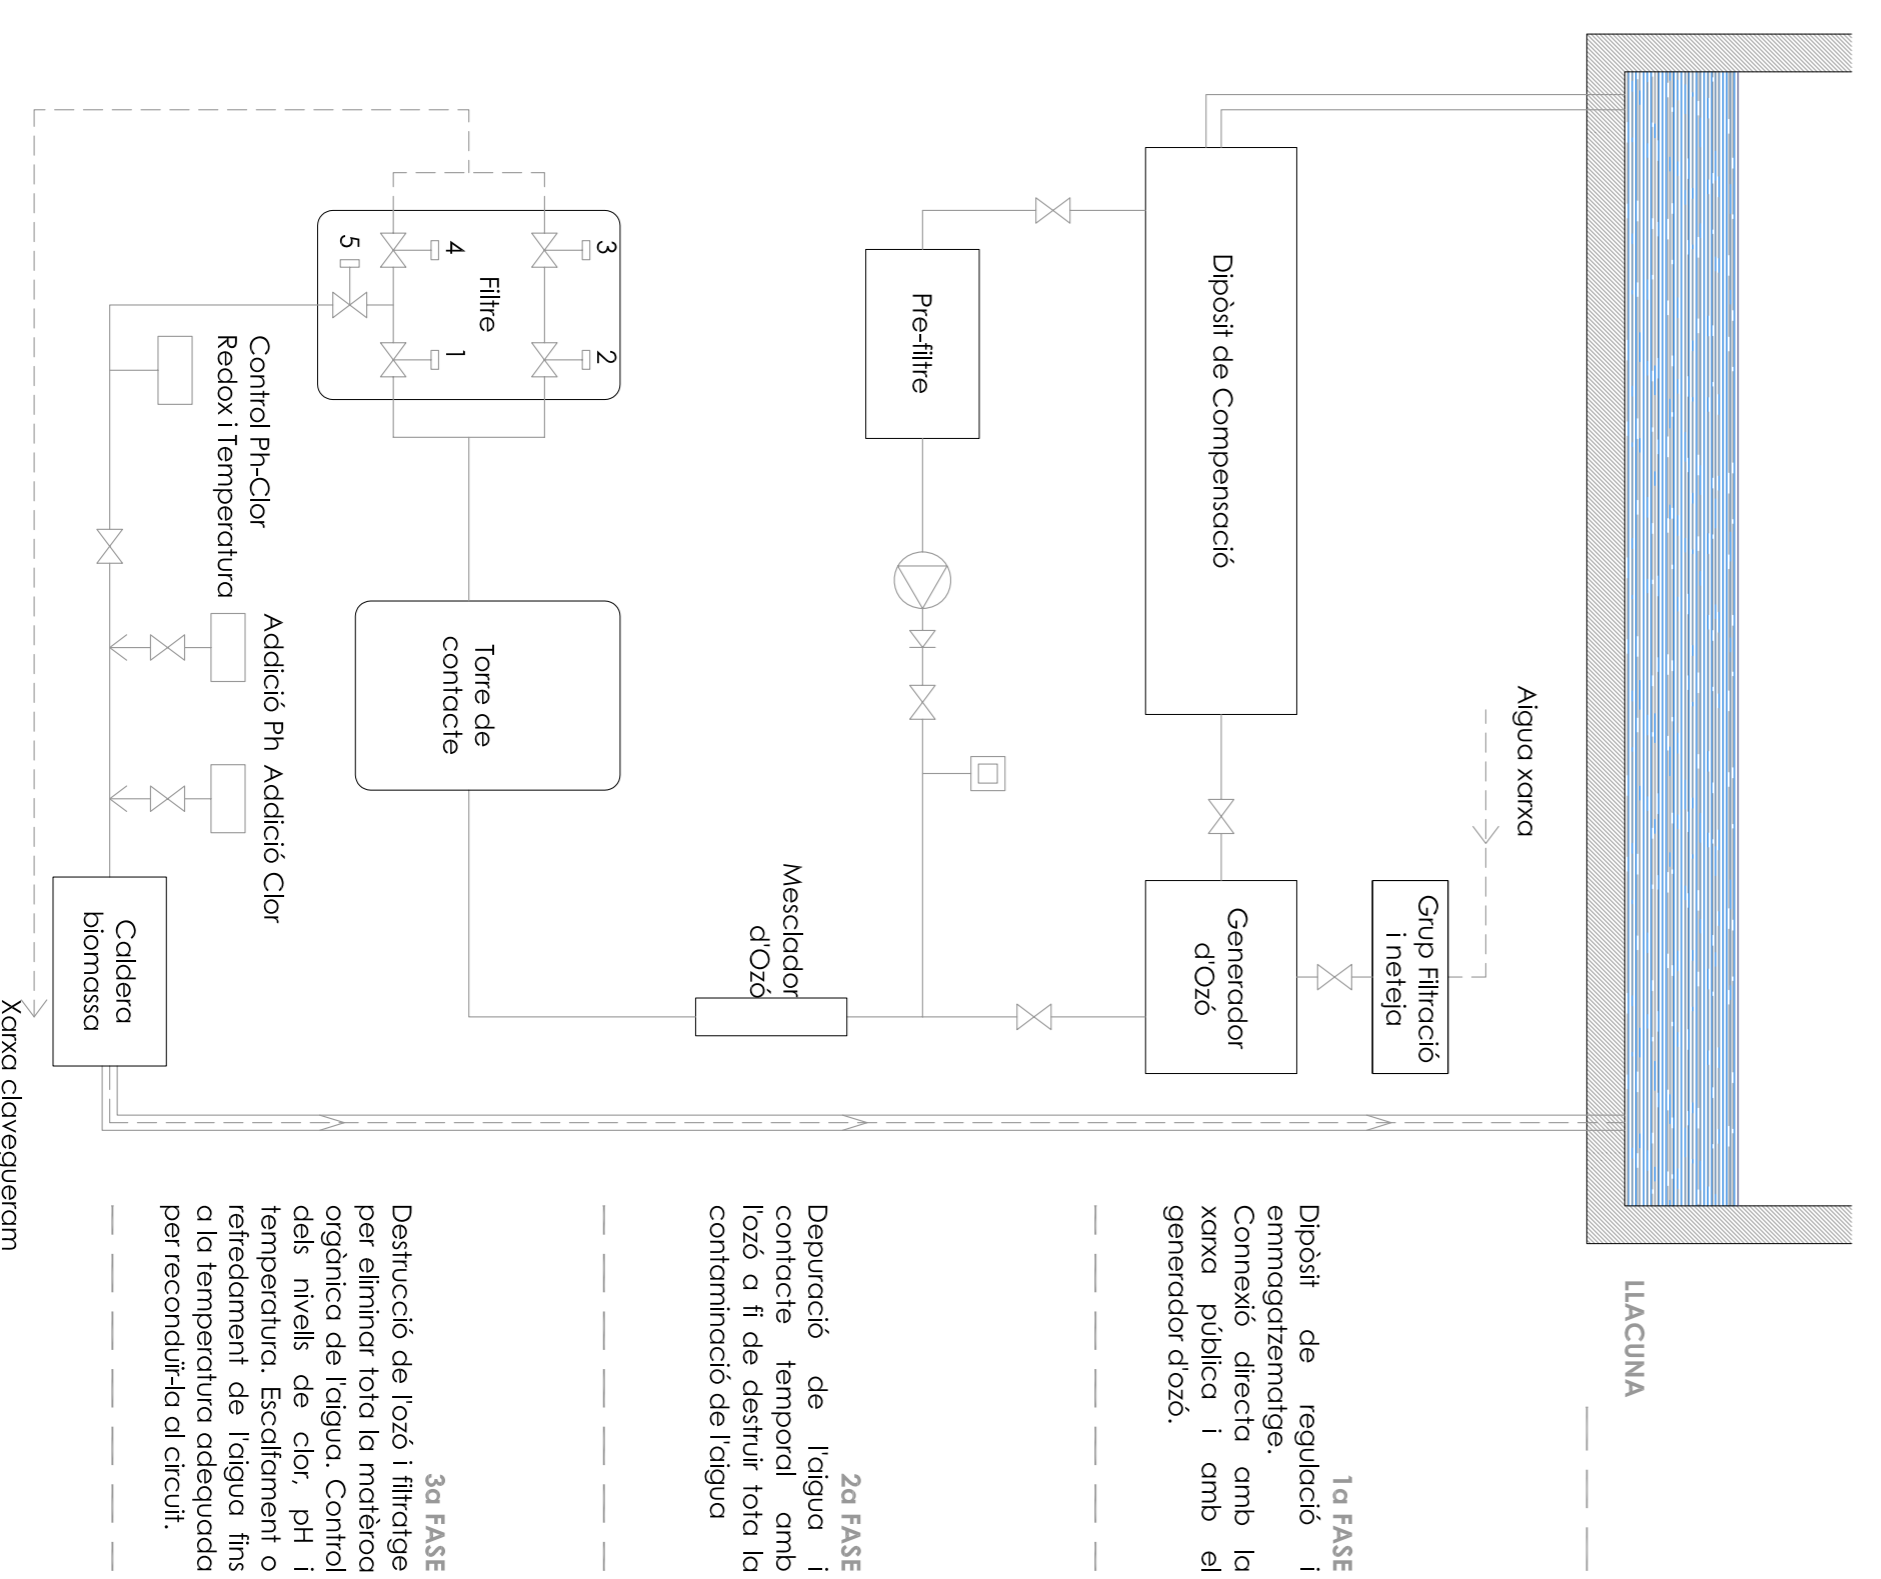 LLACUNA
Aigua xarxa
Grup Filtració
i neteja
Dipòsit de Compensació
Generador
d'Ozó
1a FASE
Dipòsit de regulació i
emmagatzematge.
Connexió directa amb la
xarxa pública i amb el
generador d'ozó.
Pre-filtre
Mesclador
d'Ozó
2a FASE
Depuració de l'aigua i
contacte temporal amb
l'ozó a fi de destruir tota la
contaminació de l'aigua
3
2
Filtre
4
1
5
Torre de
contacte
3a FASE
Destrucció de l'ozó i filtratge
per eliminar tota la matèroa
orgànica de l'aigua. Control
dels nivells de clor, pH i
temperatura. Escalfament o
refredament de l'aigua fins
a la temperatura adequada
per reconduïr-la al circuit.
Control Ph-Clor
Redox i Temperatura
Addició Ph
Addició Clor
Caldera
biomassa
Xarxa clavegueram